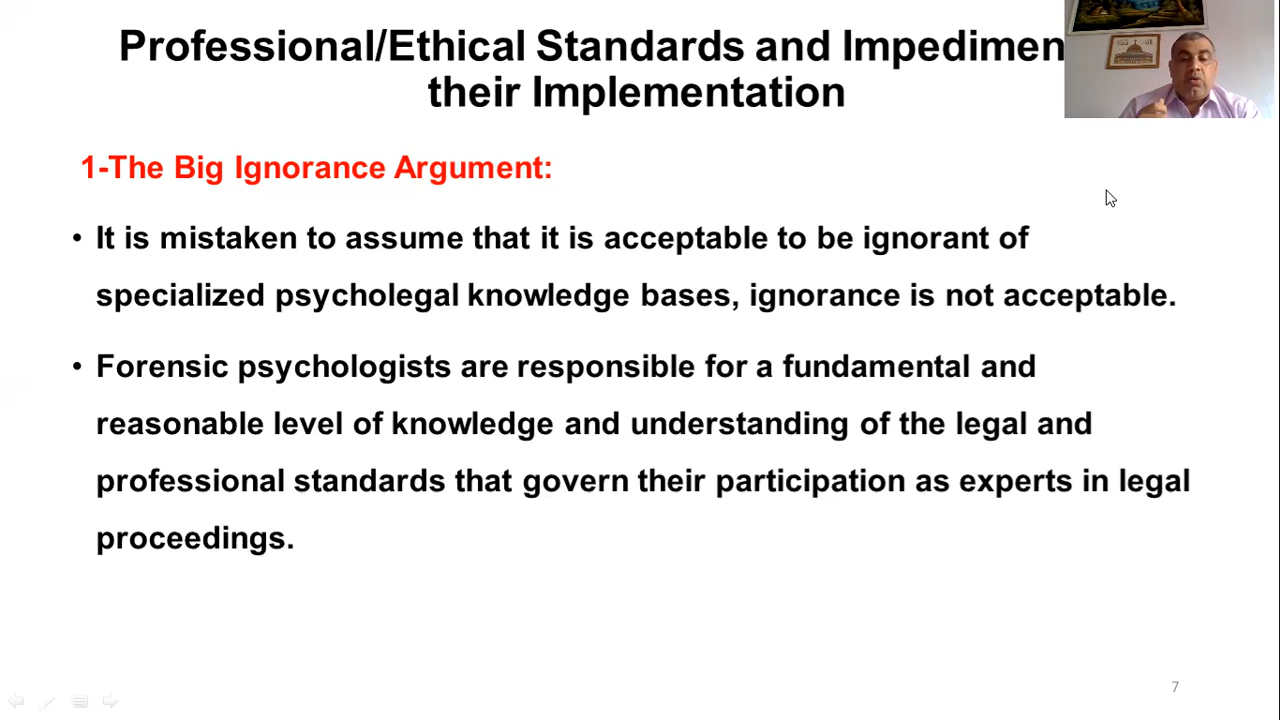 Professional/Ethical Standards and Impedimen
their Implementation
1-The Big Ignorance Argument:
• It is mistaken to assume that it is acceptable to be ignorant of
specialized psycholegal knowledge bases, ignorance is not acceptable.
• Forensic psychologists are responsible for a fundamental and
reasonable level of knowledge and understanding of the legal and
professional standards that govern their participation as experts in legal
proceedings.
7